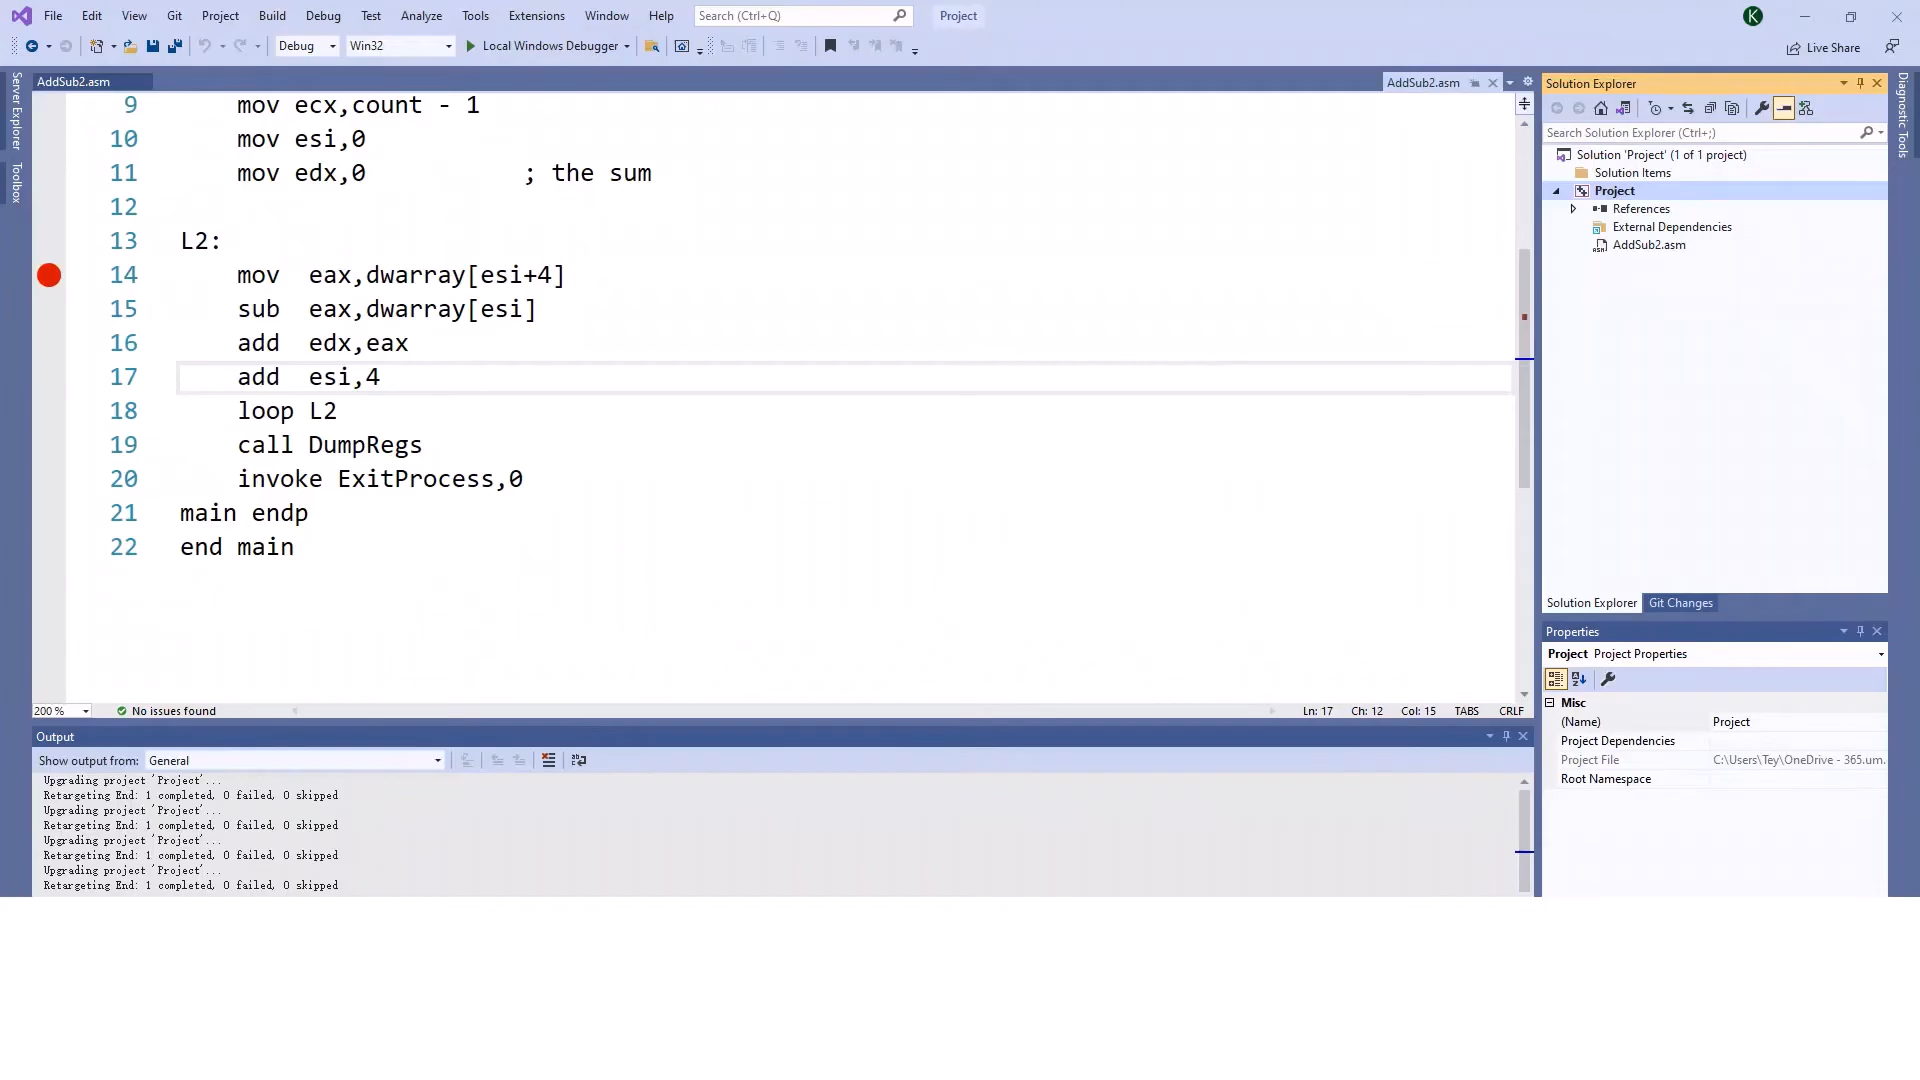 File Edit View Git Project Build Debug Test Analyze Tools Extensions Window Help Search (Ctrl+Q) Project K
Debug Win32 Local Windows Debugger Live Share
Server Explorer
Toolbox
AddSub2.asm AddSub2.asm
9 mov ecx,count - 1
10 mov esi,0
11 mov edx,0 ; the sum
12
13 L2:
14 mov eax,dwarray[esi+4]
15 sub eax,dwarray[esi]
16 add edx,eax
17 add esi,4
18 loop L2
19 call DumpRegs
20 invoke ExitProcess,0
21 main endp
22 end main
200 % No issues found Ln: 17 Ch: 12 Col: 15 TABS CRLF
Output
Show output from: General
Upgrading project 'Project'...
Retargeting End: 1 completed, 0 failed, 0 skipped
Upgrading project 'Project'...
Retargeting End: 1 completed, 0 failed, 0 skipped
Upgrading project 'Project'...
Retargeting End: 1 completed, 0 failed, 0 skipped
Upgrading project 'Project'...
Retargeting End: 1 completed, 0 failed, 0 skipped
Solution Explorer
Search Solution Explorer (Ctrl+;)
Solution 'Project' (1 of 1 project)
Solution Items
Project
References
External Dependencies
AddSub2.asm
Solution Explorer Git Changes
Properties
Project Project Properties
Misc
(Name) Project
Project Dependencies
Project File C:\Users\Tey\OneDrive - 365.um.
Root Namespace
Diagnostic Tools